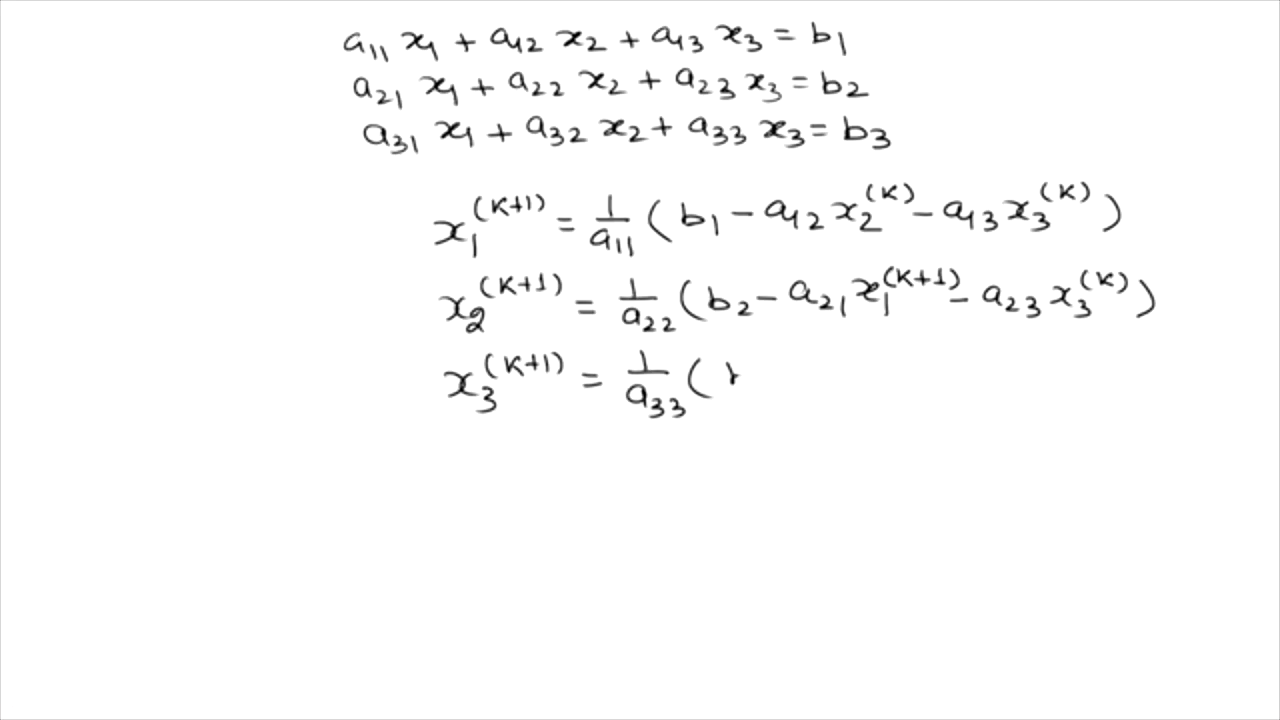 a₁₁ x₁ + a₁₂ x₂ + a₁₃ x₃ = b₁
a₂₁ x₁ + a₂₂ x₂ + a₂₃ x₃ = b₂
a₃₁ x₁ + a₃₂ x₂ + a₃₃ x₃ = b₃
x₁^(K+1) = 1/a₁₁ ( b₁ - a₁₂ x₂^(K) - a₁₃ x₃^(K) )
x₂^(K+1) = 1/a₂₂ ( b₂ - a₂₁ x₁^(K+1) - a₂₃ x₃^(K) )
x₃^(K+1) = 1/a₃₃ (